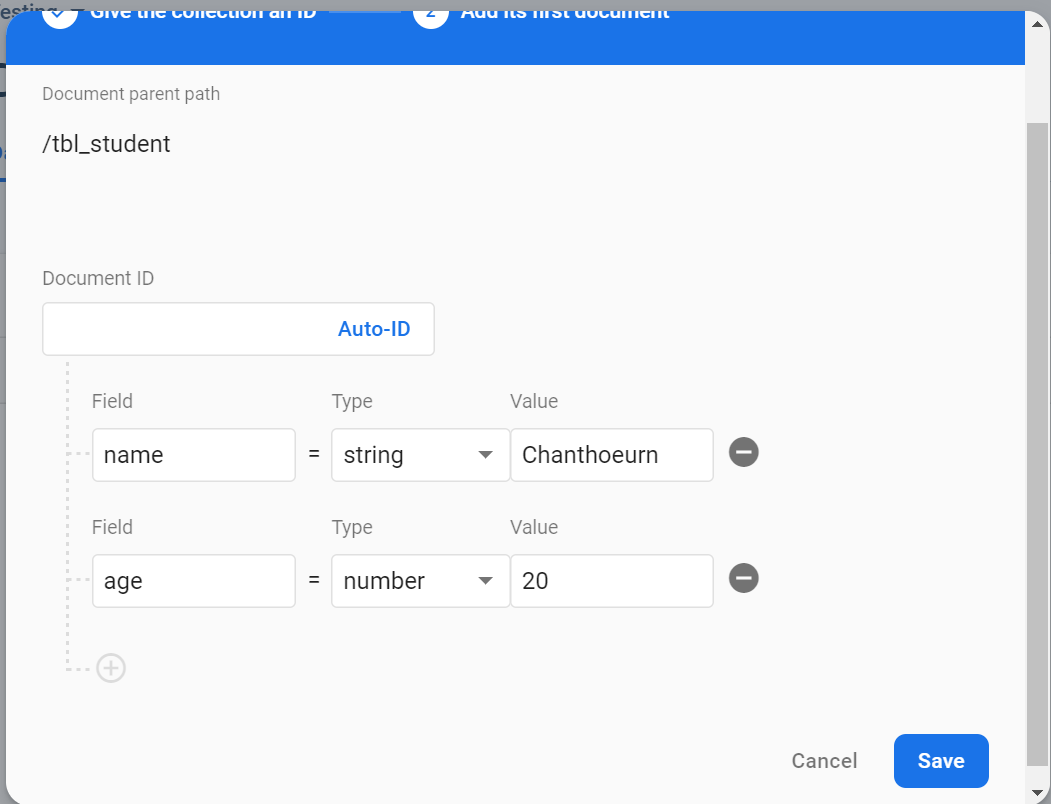 Testing
Give the collection an ID 2 Add its first document
Document parent path
/tbl_student
Document ID
Auto-ID
Field Type Value
name = string Chanthoeurn
Field Type Value
age = number 20
Cancel Save